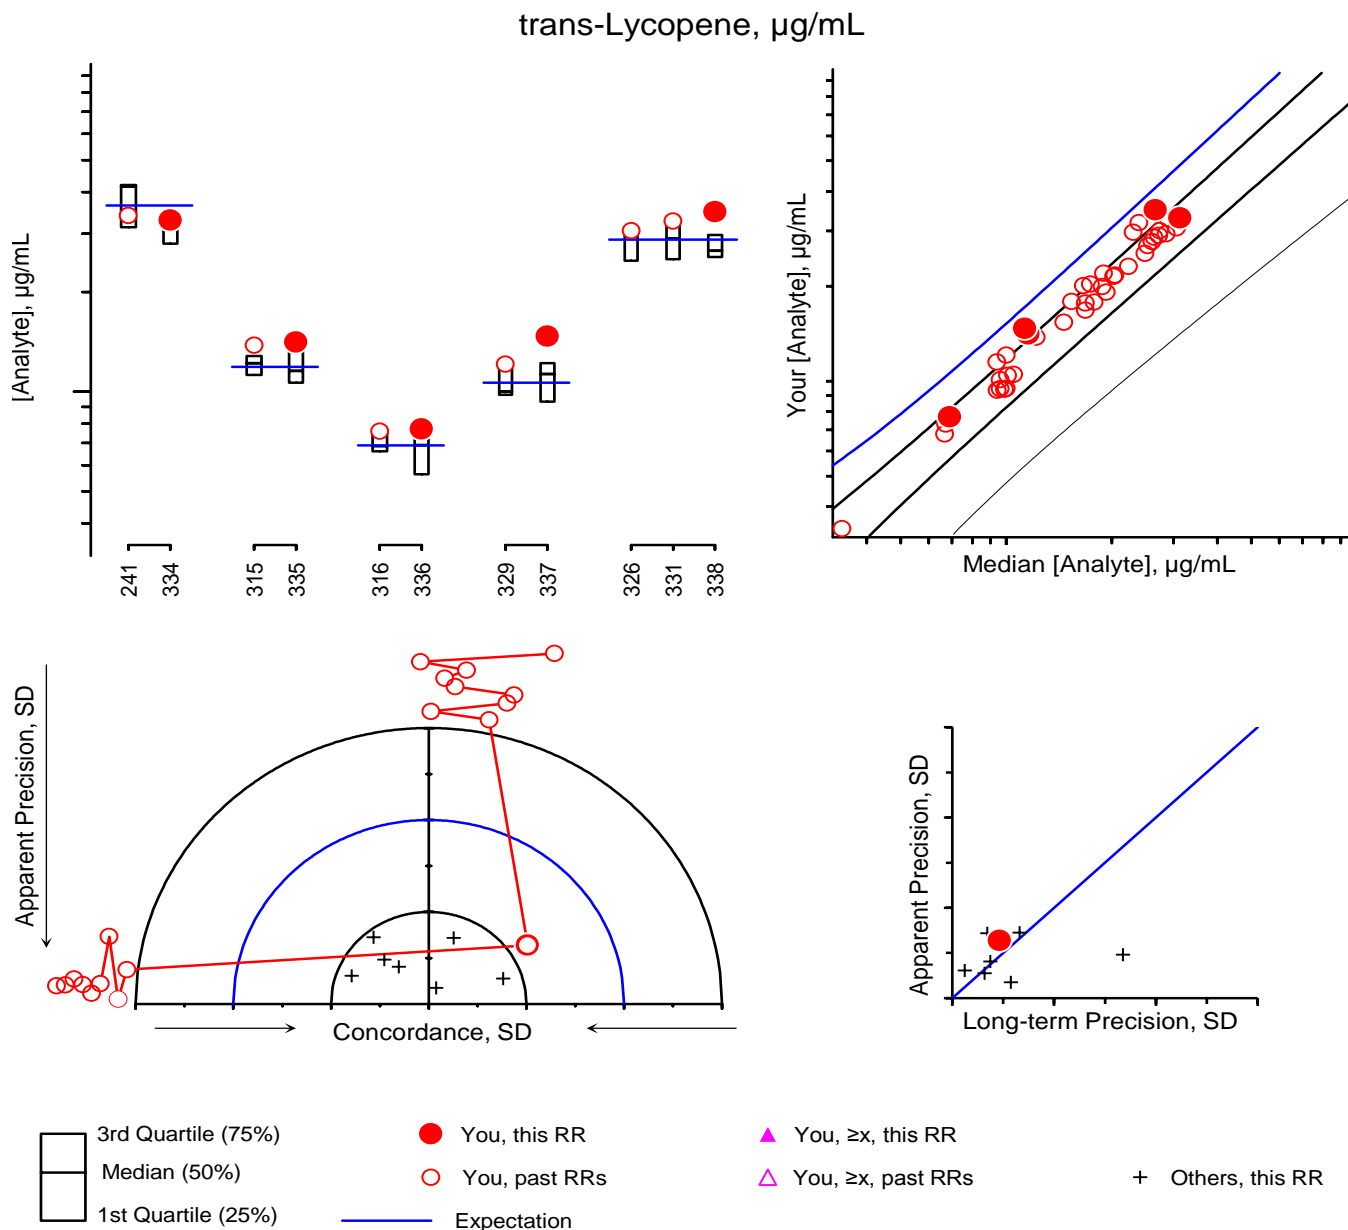 trans-Lycopene, µg/mL
[Analyte], µg/mL
241
334
315
335
316
336
329
337
326
331
338
Your [Analyte], µg/mL
Median [Analyte], µg/mL
Apparent Precision, SD
Concordance, SD
Apparent Precision, SD
Long-term Precision, SD
3rd Quartile (75%)
Median (50%)
1st Quartile (25%)
You, this RR
You, past RRs
Expectation
You, ≥x, this RR
You, ≥x, past RRs
Others, this RR